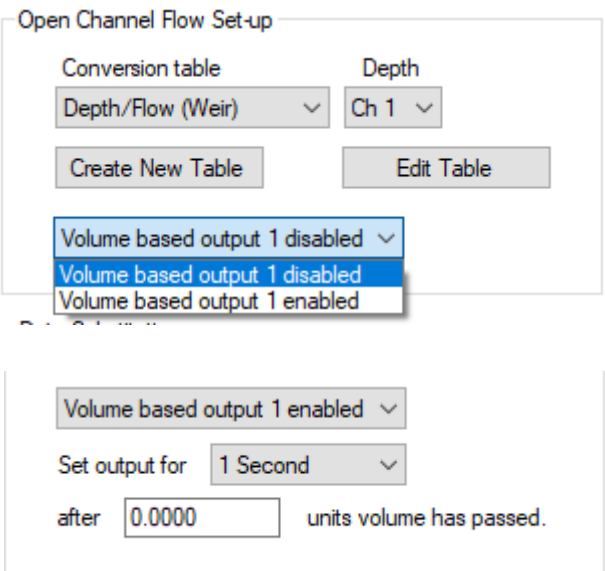 Open Channel Flow Set-up
Conversion table Depth
Depth/Flow (Weir) Ch 1
Create New Table Edit Table
Volume based output 1 disabled
Volume based output 1 disabled
Volume based output 1 enabled
Volume based output 1 enabled
Set output for 1 Second
after 0.0000 units volume has passed.